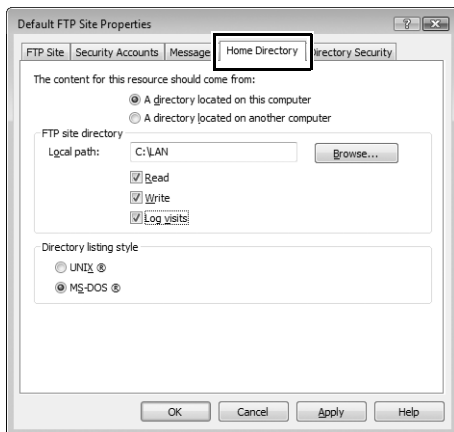 Default FTP Site Properties
FTP Site Security Accounts Message Home Directory Directory Security
The content for this resource should come from:
A directory located on this computer
A directory located on another computer
FTP site directory
Local path: C:\LAN Browse...
Read
Write
Log visits
Directory listing style
UNIX ®
MS-DOS ®
OK Cancel Apply Help